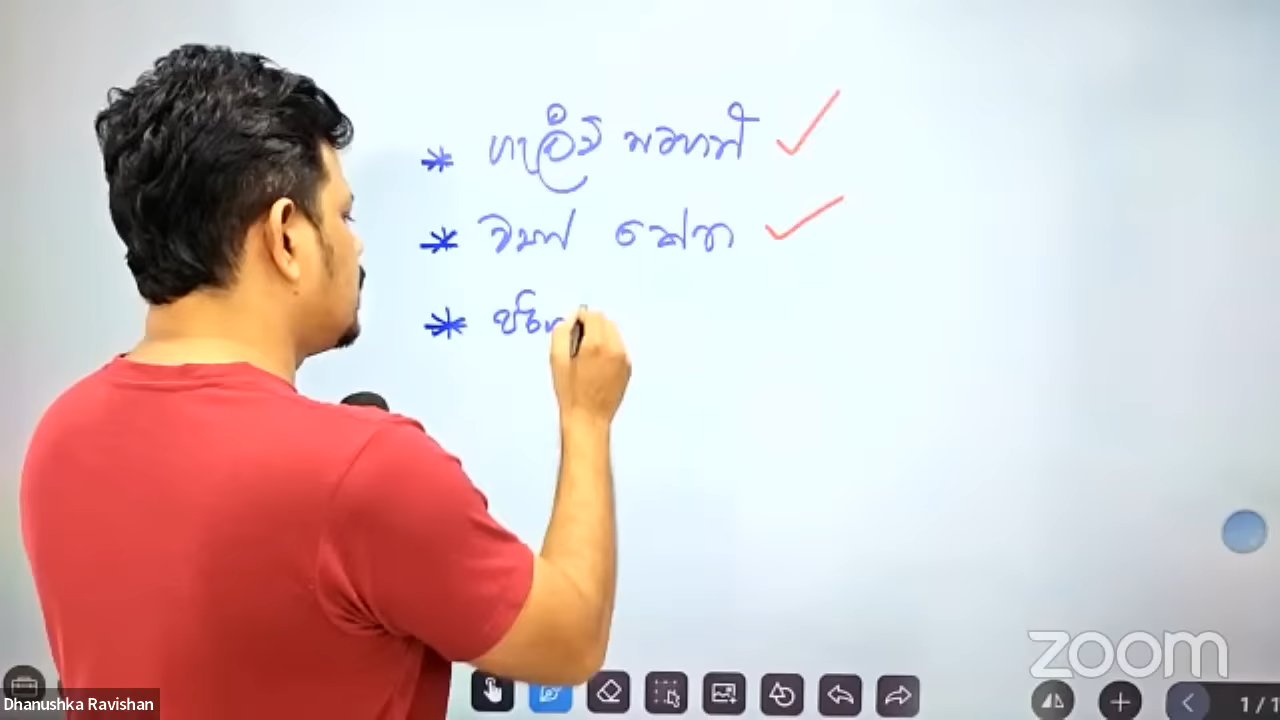 * ගැලීම් සටහන් ✓
* ව්‍යාජ කේත ✓
*
zoom
Dhanushka Ravishan
1/1